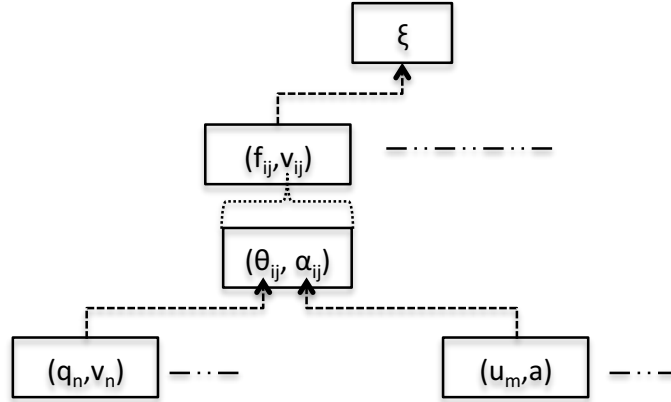 ξ
(f_ij,v_ij)
(θ_ij, α_ij)
(q_n,v_n)
(u_m,a)